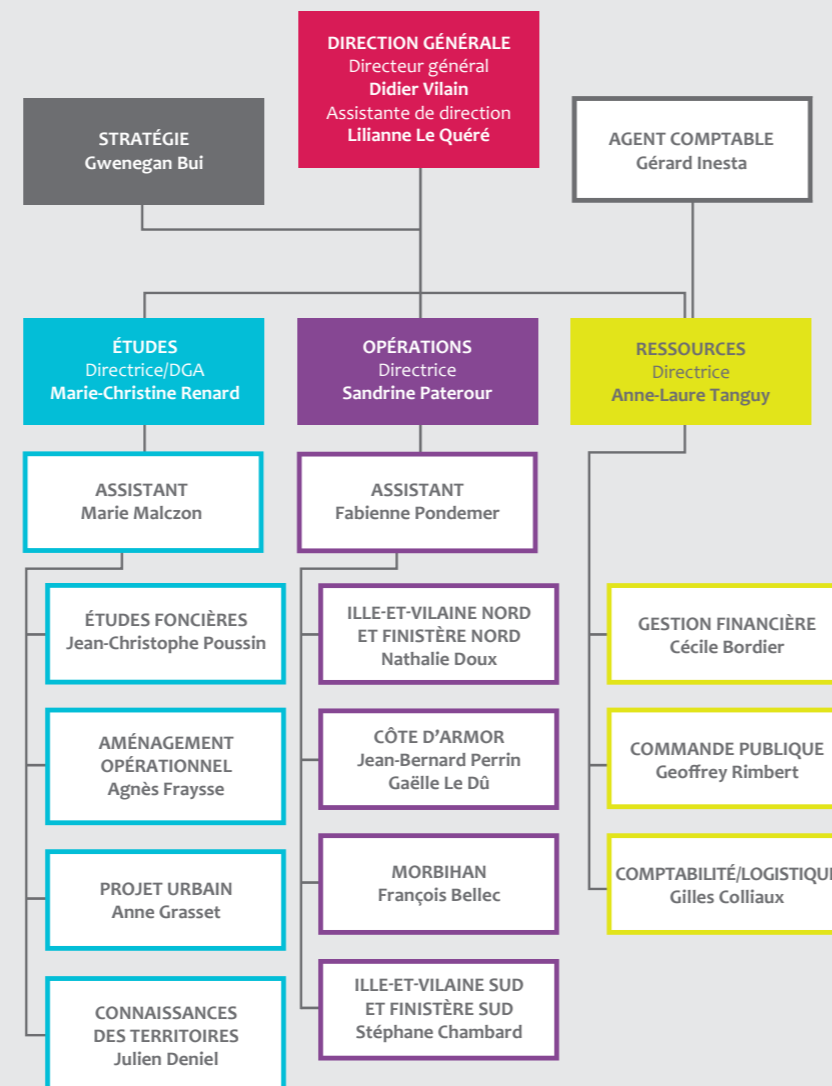 DIRECTION GÉNÉRALE
Directeur général
Didier Vilain
Assistante de direction
Lilianne Le Quéré
STRATÉGIE
Gwenegan Bui
AGENT COMPTABLE
Gérard Inesta
ÉTUDES
Directrice/DGA
Marie-Christine Renard
OPÉRATIONS
Directrice
Sandrine Paterour
RESSOURCES
Directrice
Anne-Laure Tanguy
ASSISTANT
Marie Malczon
ASSISTANT
Fabienne Pondemer
ÉTUDES FONCIÈRES
Jean-Christophe Poussin
AMÉNAGEMENT
OPÉRATIONNEL
Agnès Fraysse
PROJET URBAIN
Anne Grasset
CONNAISSANCES
DES TERRITOIRES
Julien Deniel
ILLE-ET-VILAINE NORD
ET FINISTÈRE NORD
Nathalie Doux
CÔTE D’ARMOR
Jean-Bernard Perrin
Gaëlle Le Dû
MORBIHAN
François Bellec
ILLE-ET-VILAINE SUD
ET FINISTÈRE SUD
Stéphane Chambard
GESTION FINANCIÈRE
Cécile Bordier
COMMANDE PUBLIQUE
Geoffrey Rimbert
COMPTABILITÉ/LOGISTIQUE
Gilles Colliaux